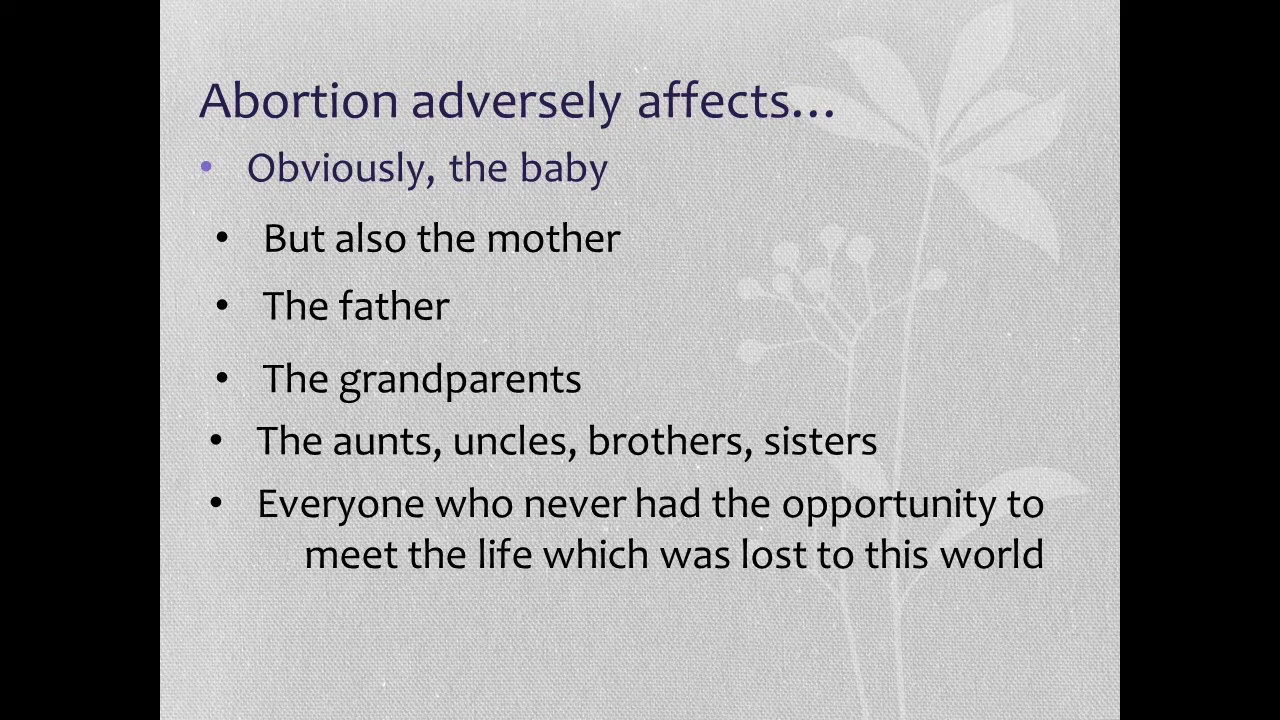 Abortion adversely affects…
• Obviously, the baby
• But also the mother
• The father
• The grandparents
• The aunts, uncles, brothers, sisters
• Everyone who never had the opportunity to
meet the life which was lost to this world